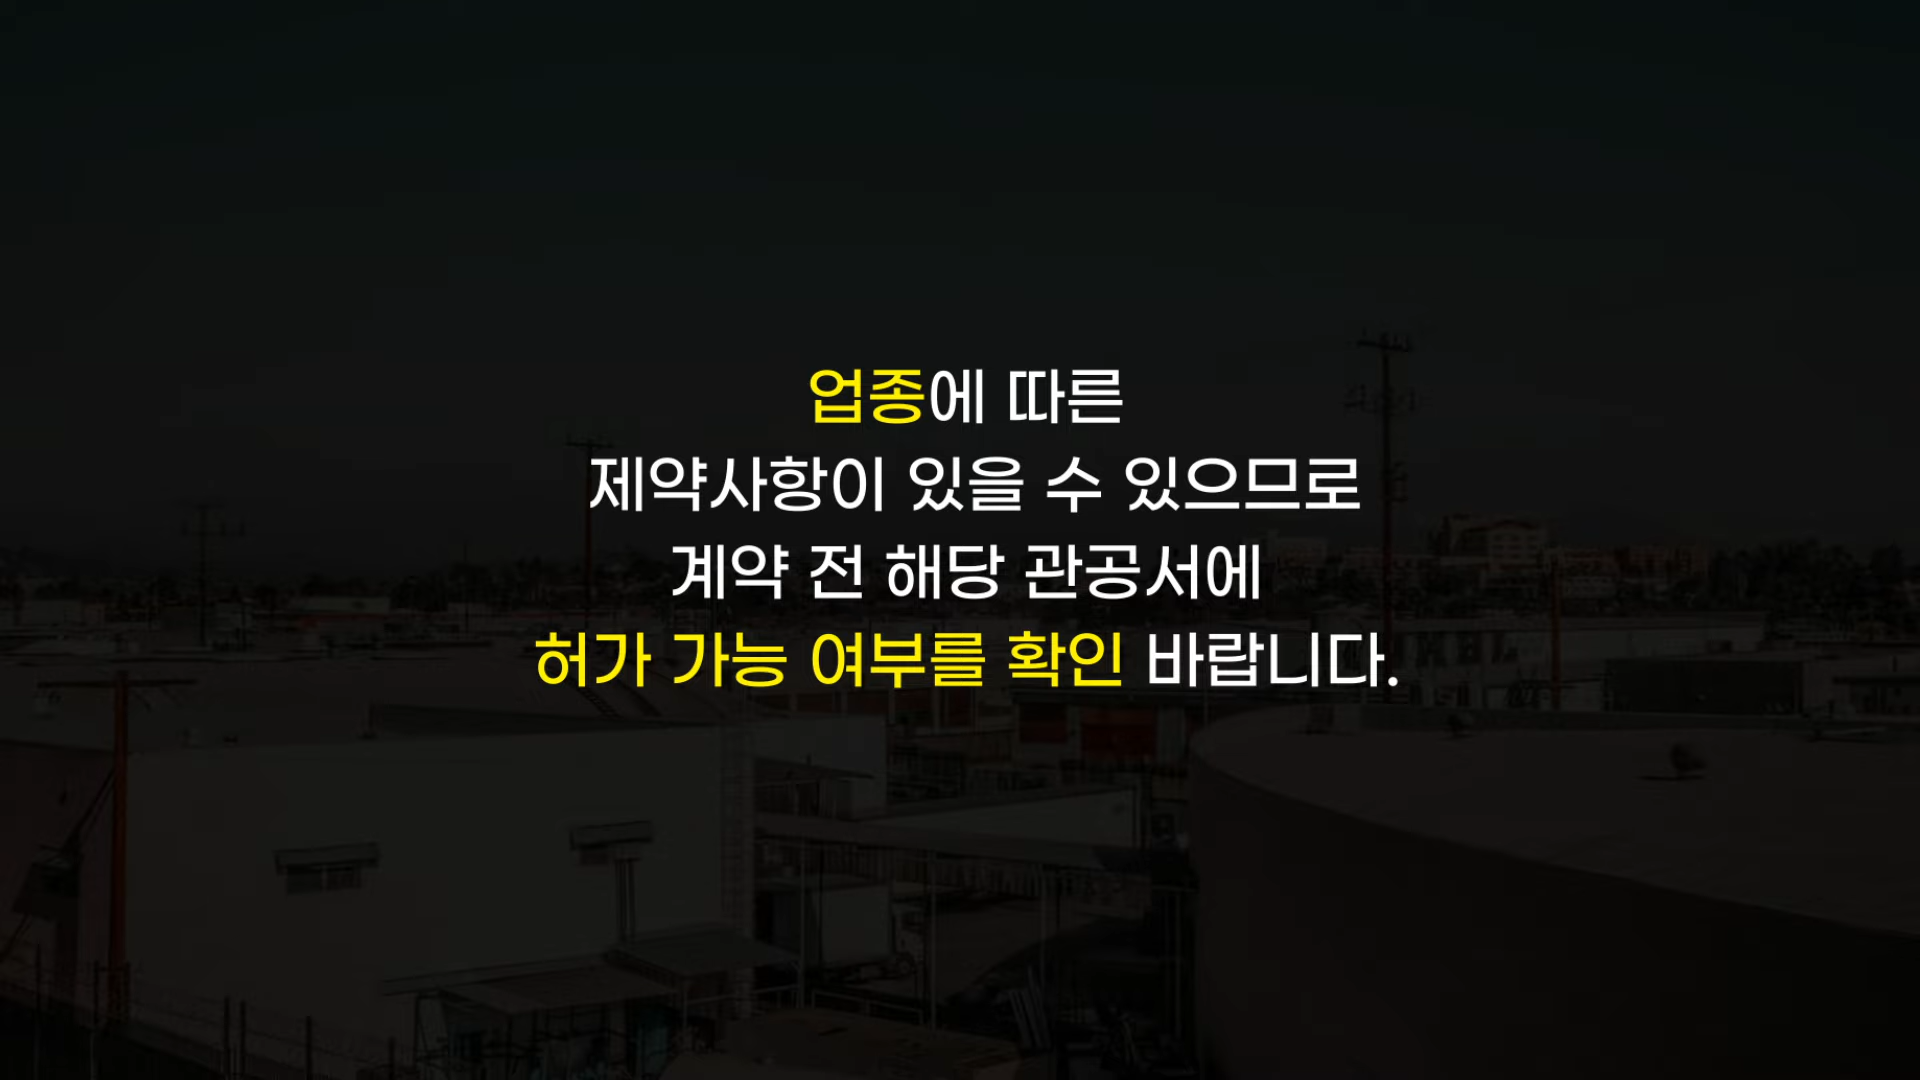 업종에 따른
제약사항이 있을 수 있으므로
계약 전 해당 관공서에
허가 가능 여부를 확인 바랍니다.